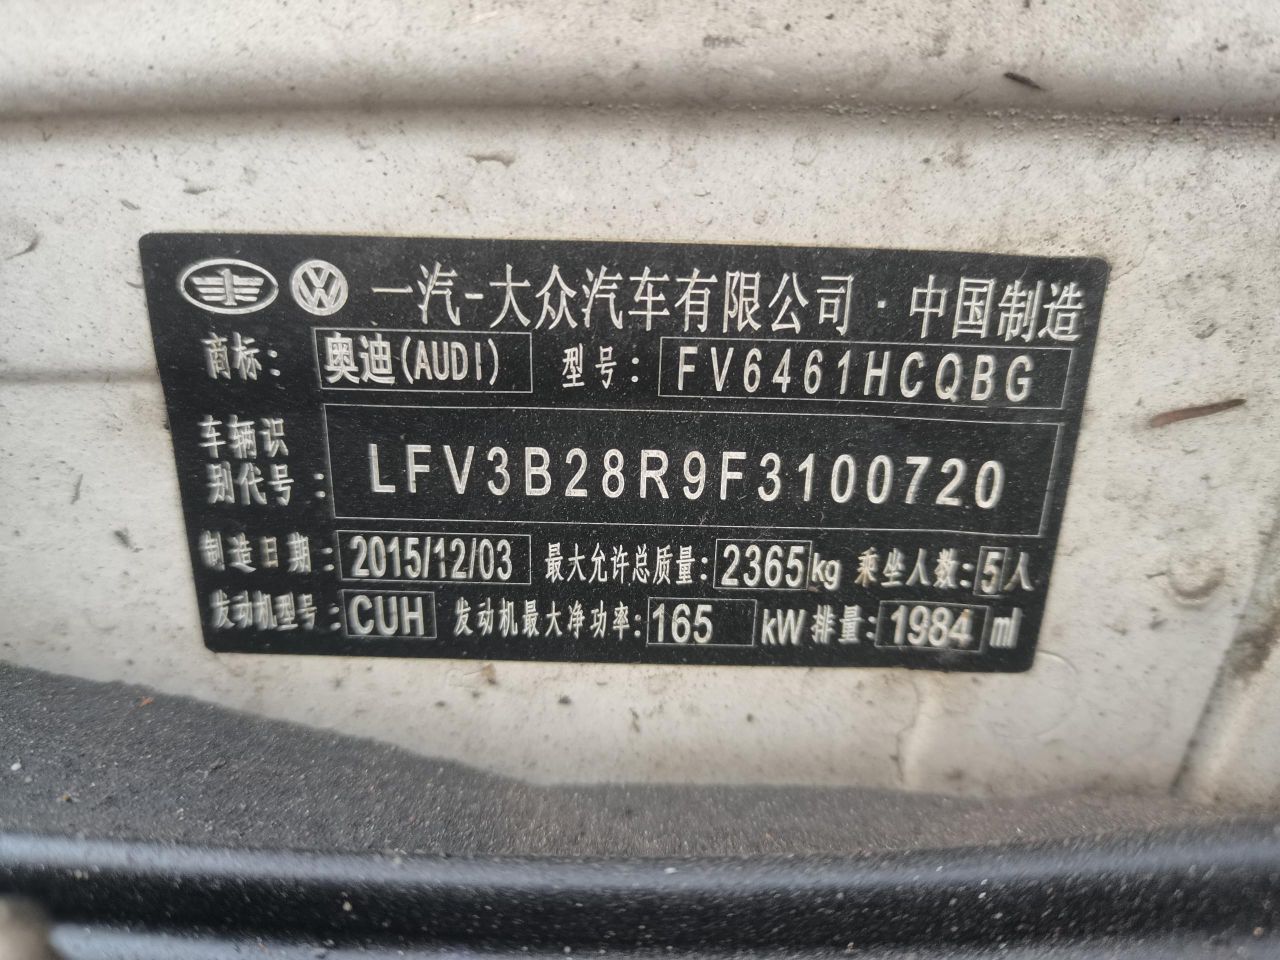 一汽-大众汽车有限公司·中国制造
商标: 奥迪(AUDI) 型号: FV6461HCQBG
车辆识
别代号: LFV3B28R9F3100720
制造日期: 2015/12/03 最大允许总质量: 2365kg 乘坐人数: 5人
发动机型号: CUH 发动机最大净功率: 165 kW 排量: 1984 ml